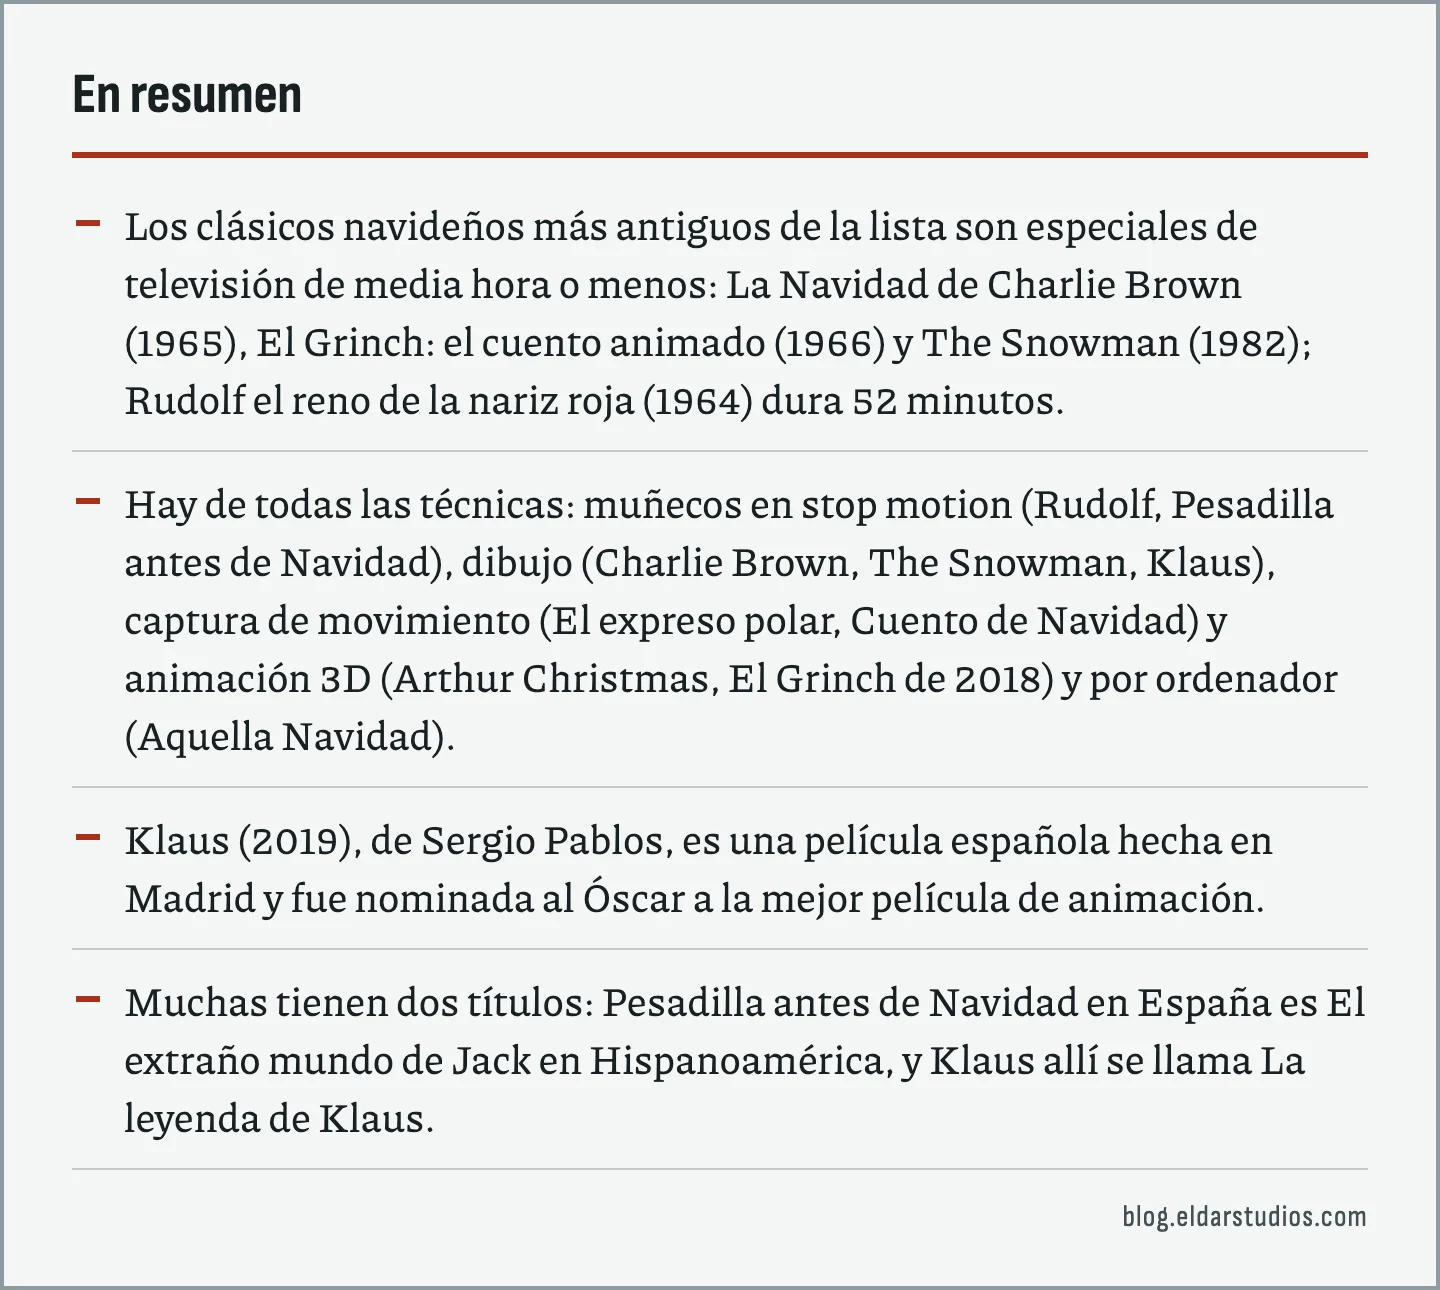 En resumen
Los clásicos navideños más antiguos de la lista son especiales de
televisión de media hora o menos: La Navidad de Charlie Brown
(1965), El Grinch: el cuento animado (1966) y The Snowman (1982);
Rudolf el reno de la nariz roja (1964) dura 52 minutos.
Hay de todas las técnicas: muñecos en stop motion (Rudolf, Pesadilla
antes de Navidad), dibujo (Charlie Brown, The Snowman, Klaus),
captura de movimiento (El expreso polar, Cuento de Navidad) y
animación 3D (Arthur Christmas, El Grinch de 2018) y por ordenador
(Aquella Navidad).
Klaus (2019), de Sergio Pablos, es una película española hecha en
Madrid y fue nominada al Óscar a la mejor película de animación.
Muchas tienen dos títulos: Pesadilla antes de Navidad en España es El
extraño mundo de Jack en Hispanoamérica, y Klaus allí se llama La
leyenda de Klaus.
blog.eldarstudios.com